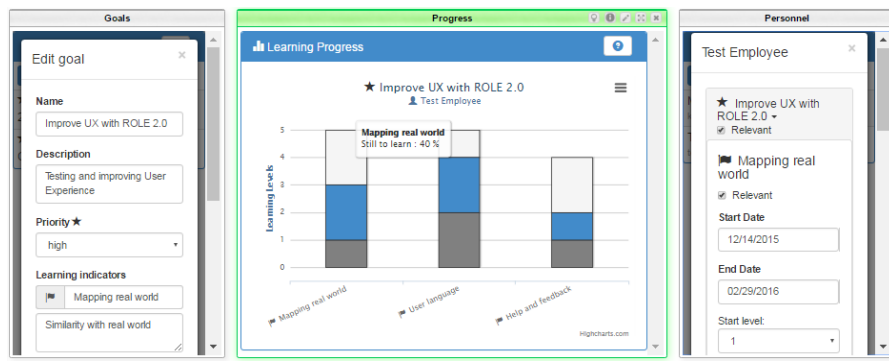 Goals
Edit goal
×
Name
Improve UX with ROLE 2.0
Description
Testing and improving User
Experience
Priority ★
high
Learning indicators
Mapping real world
Similarity with real world
Progress
Learning Progress
★ Improve UX with ROLE 2.0
Test Employee
Mapping real world
Still to learn : 40 %
Learning Levels
5
4
3
2
1
0
Mapping real world
User language
Help and feedback
Highcharts.com
Personnel
Test Employee
×
★ Improve UX with
ROLE 2.0
Relevant
Mapping real
world
Relevant
Start Date
12/14/2015
End Date
02/29/2016
Start level:
1